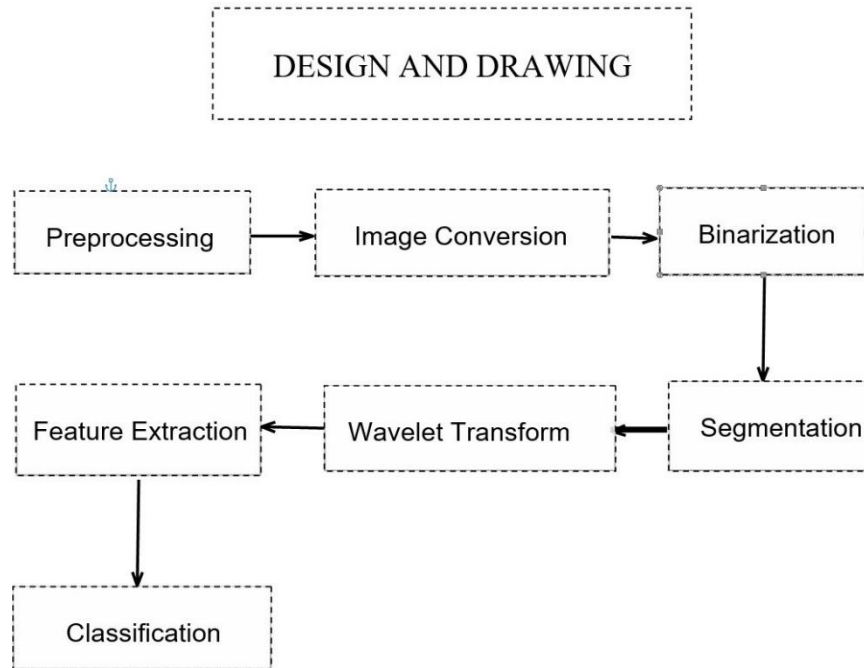 DESIGN AND DRAWING
Preprocessing
Image Conversion
Binarization
Segmentation
Wavelet Transform
Feature Extraction
Classification